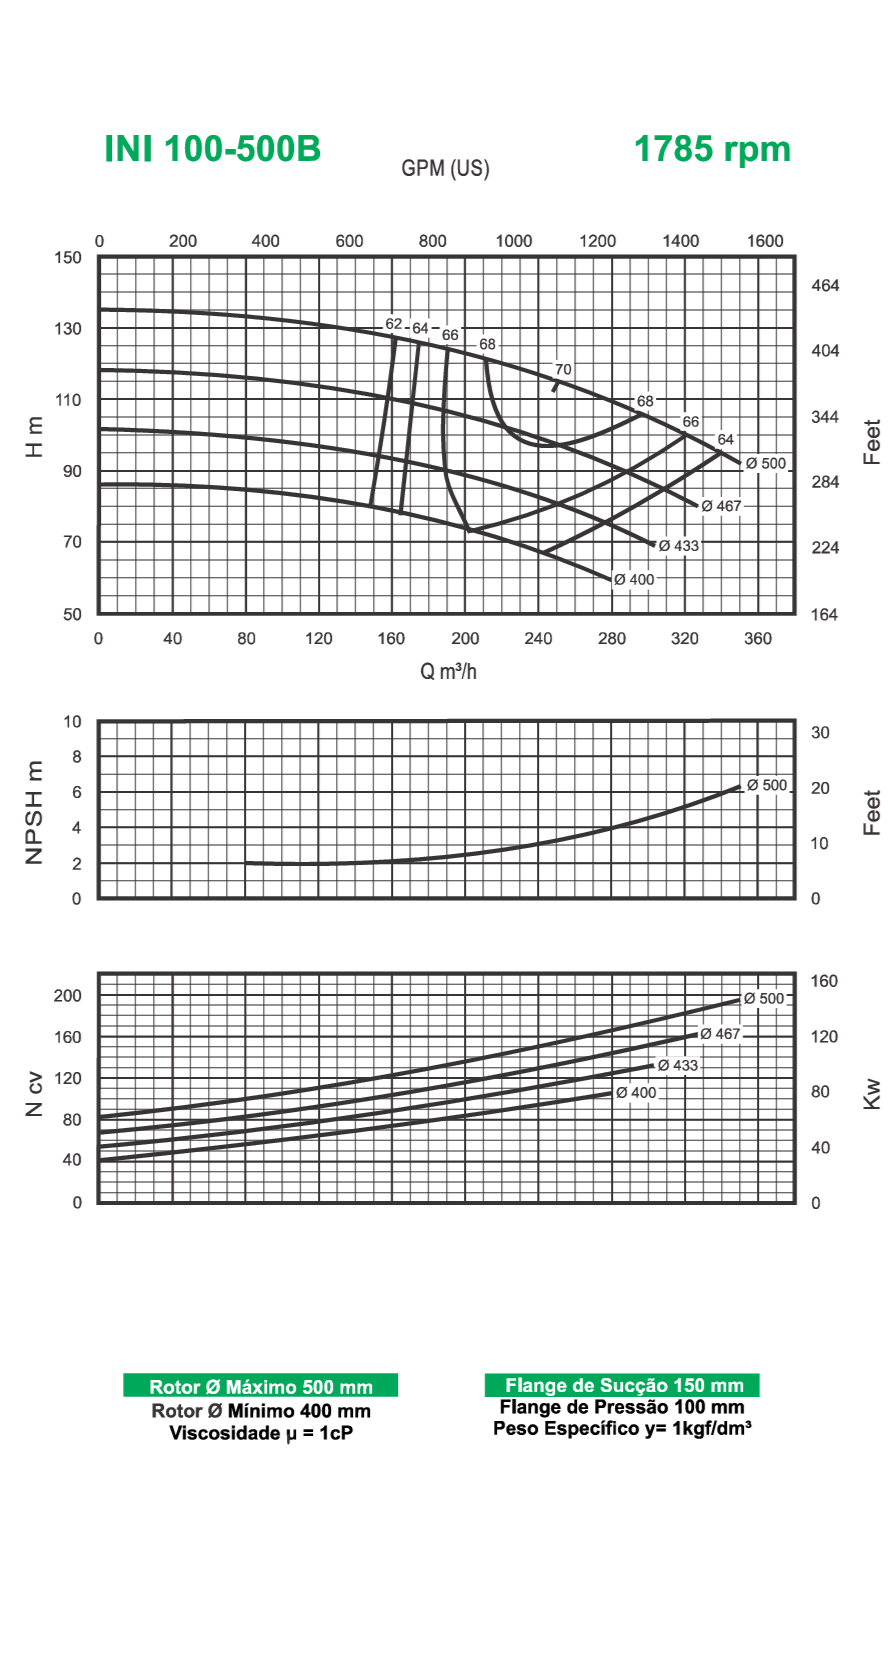 INI 100-500B 1785 rpm
GPM (US)
0 200 400 600 800 1000 1200 1400 1600
150
464
130
62 64 66 68
404
70
110
68
344
66
64
H m
Feet
90
Ø 500
284
Ø 467
70
Ø 433
224
Ø 400
50
164
0 40 80 120 160 200 240 280 320 360
Q m³/h
10
30
8
6
Ø 500
20
NPSH m
Feet
4
10
2
0
0
160
200
Ø 500
160
Ø 467
120
120
Ø 433
N cv
Kw
Ø 400
80
80
40
40
0
0
Rotor Ø Máximo 500 mm
Rotor Ø Mínimo 400 mm
Viscosidade µ = 1cP
Flange de Sucção 150 mm
Flange de Pressão 100 mm
Peso Específico y= 1kgf/dm³